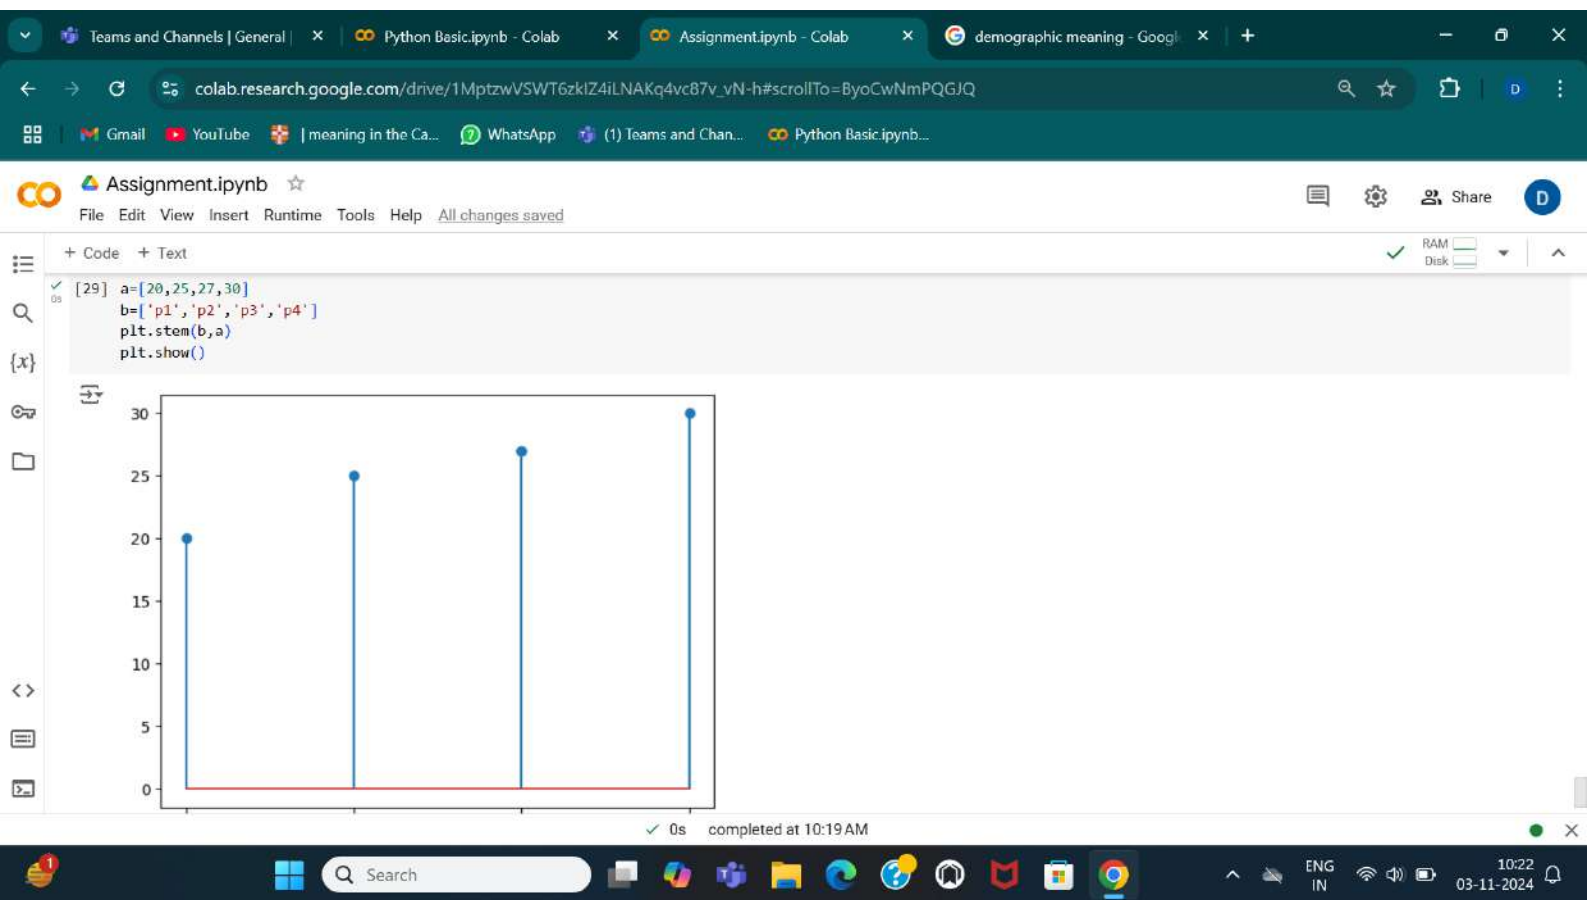 Teams and Channels | General |
Python Basic.ipynb - Colab
Assignment.ipynb - Colab
demographic meaning - Googl
colab.research.google.com/drive/1MptzwVSWT6zkIZ4iLNAKq4vc87v_vN-h#scrollTo=ByoCwNmPQGJQ
D
Gmail
YouTube
| meaning in the Ca...
WhatsApp
(1) Teams and Chan...
Python Basic.ipynb...
Assignment.ipynb
File Edit View Insert Runtime Tools Help All changes saved
Share
D
+ Code + Text
RAM
Disk
[29] a=[20,25,27,30]
0s
b=['p1','p2','p3','p4']
plt.stem(b,a)
plt.show()
{x}
30
25
20
15
10
5
0
0s completed at 10:19 AM
1
Search
ENG
IN
10:22
03-11-2024